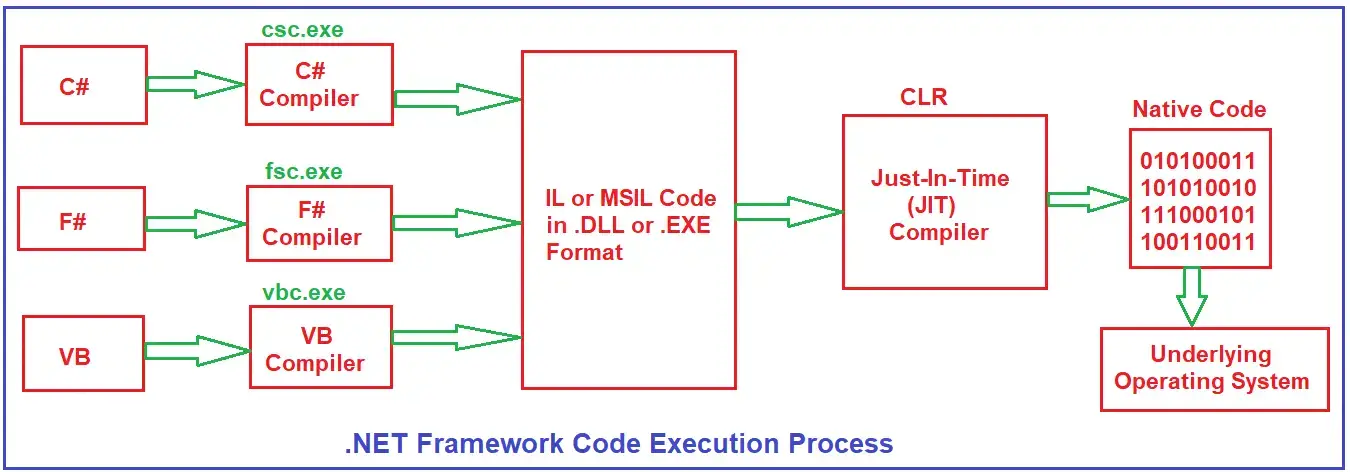 csc.exe
C#
C#
Compiler
fsc.exe
F#
F#
Compiler
vbc.exe
VB
VB
Compiler
IL or MSIL Code
in .DLL or .EXE
Format
CLR
Just-In-Time
(JIT)
Compiler
Native Code
010100011
101010010
111000101
100110011
Underlying
Operating System
.NET Framework Code Execution Process